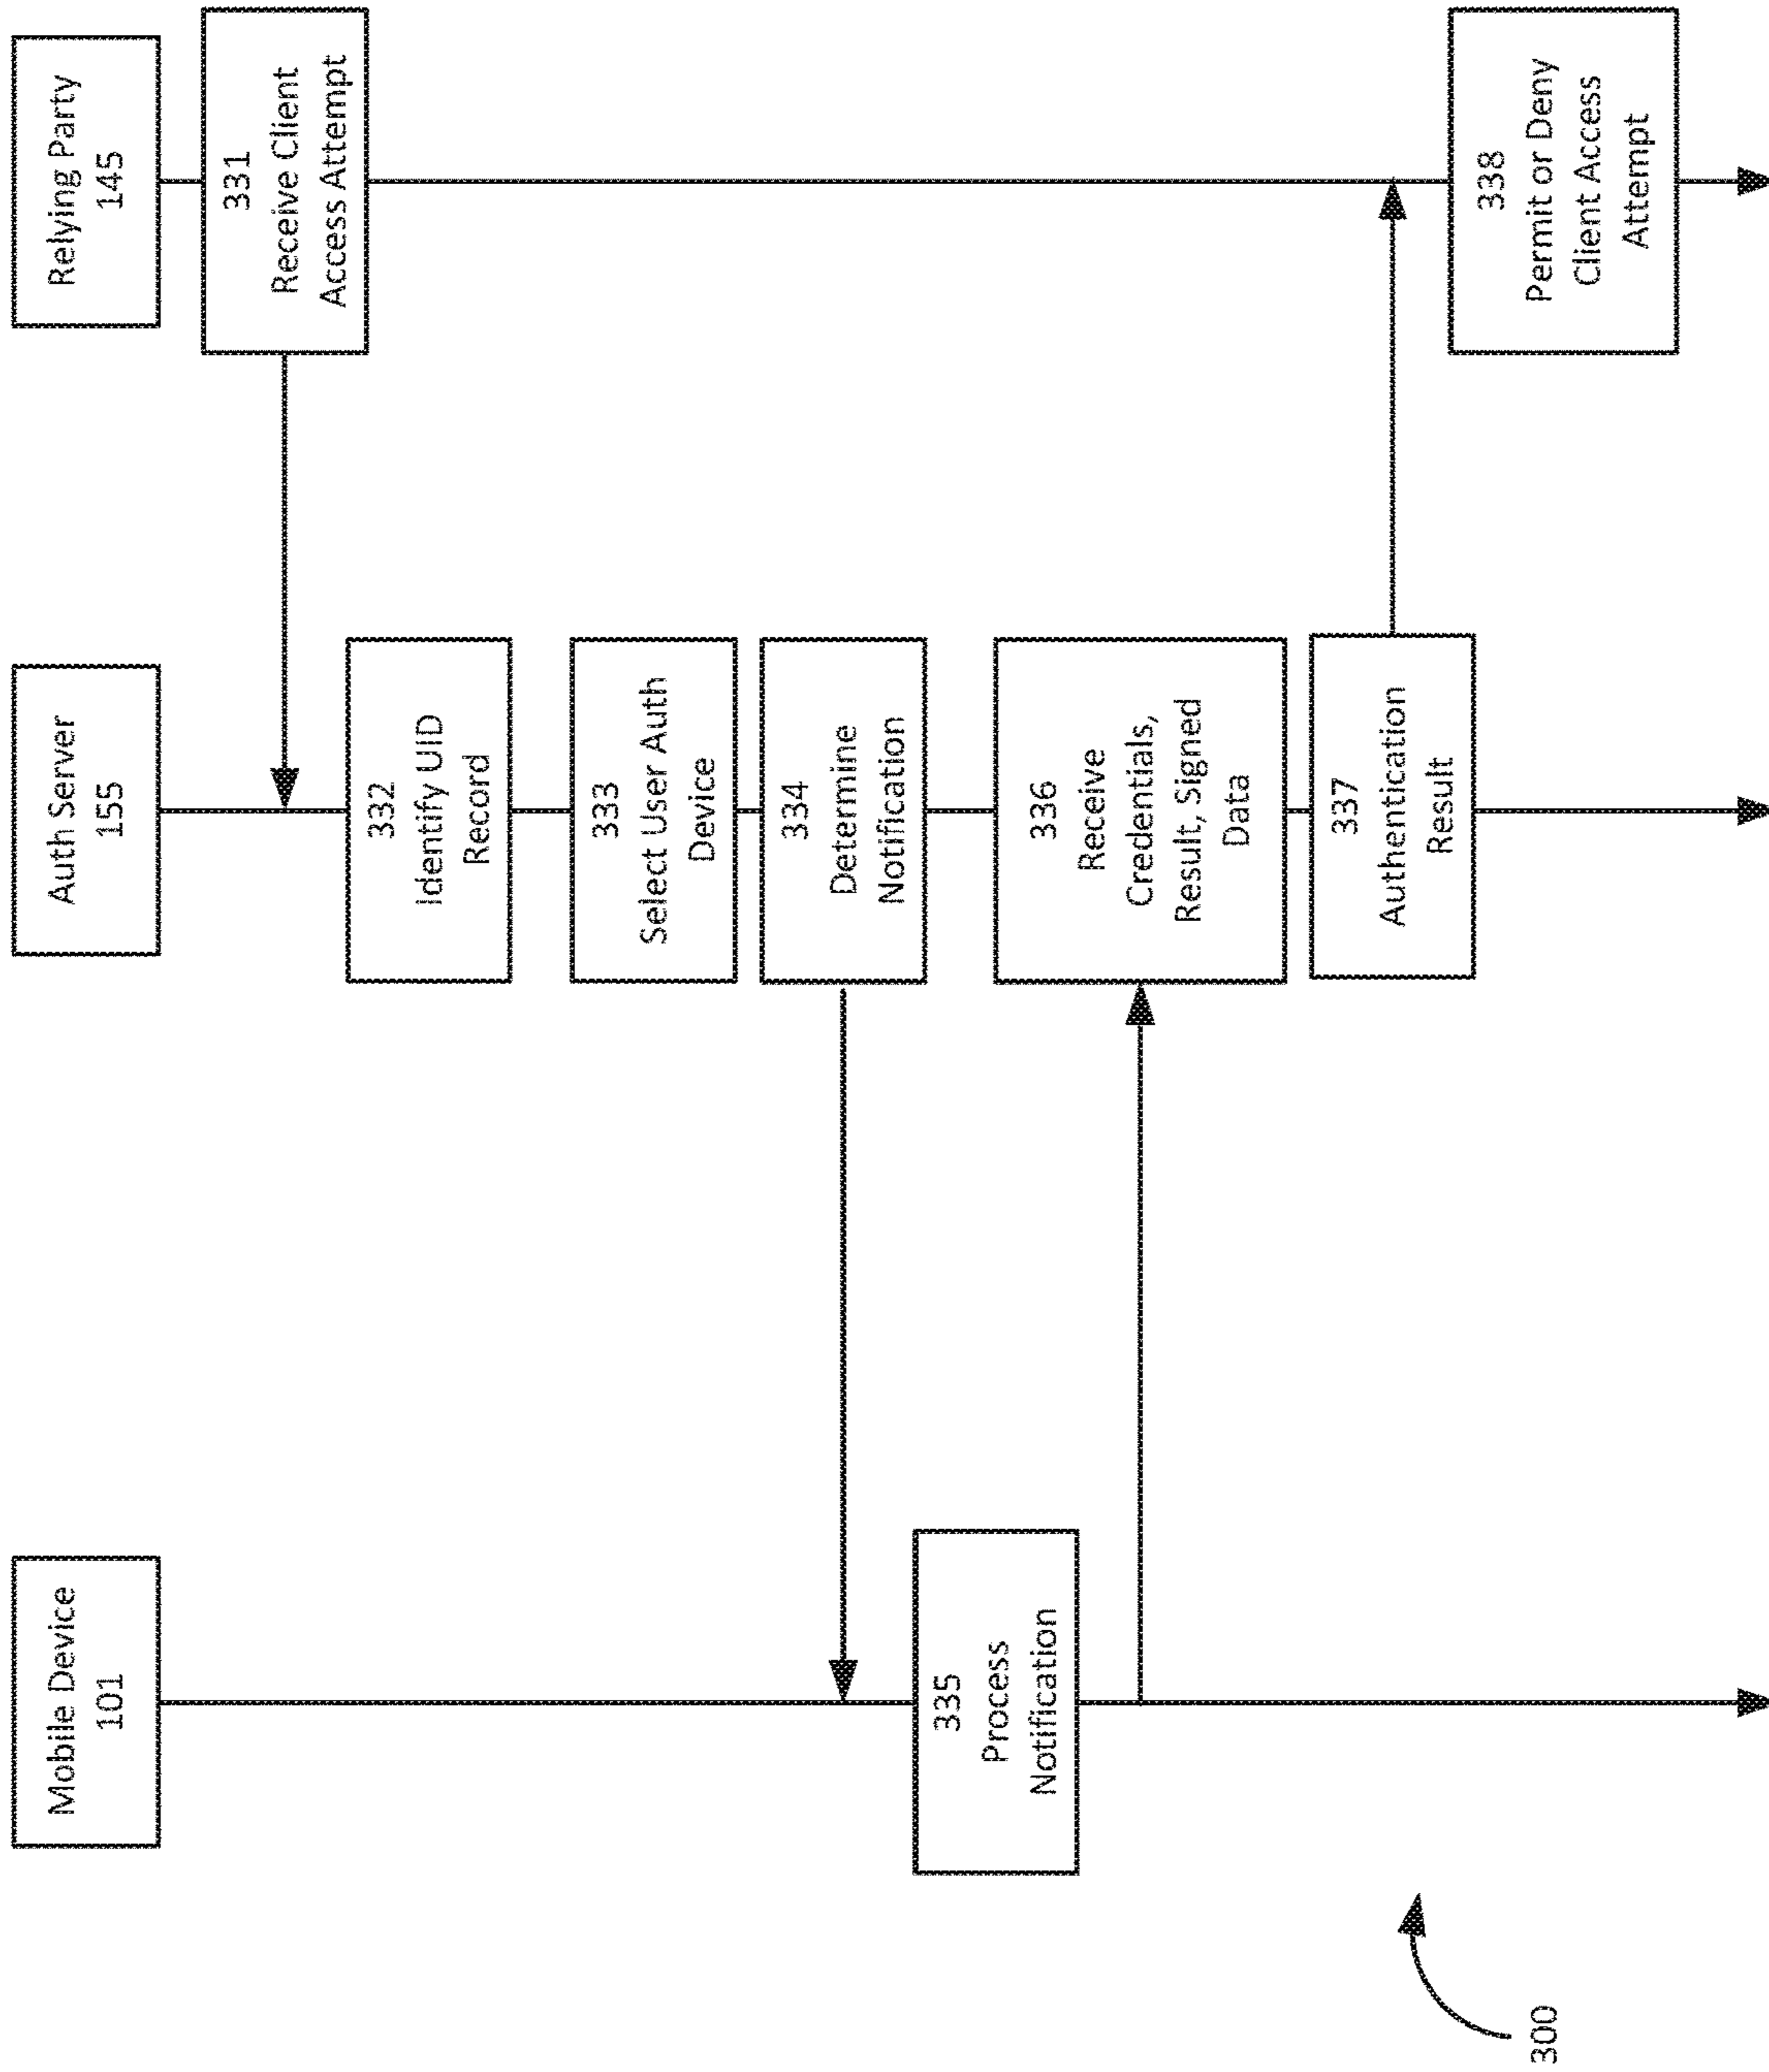 Mobile Device
101
Auth Server
155
Relying Party
145
331
Receive Client
Access Attempt
332
Identify UID
Record
333
Select User Auth
Device
334
Determine
Notification
335
Process
Notification
336
Receive
Credentials,
Result, Signed
Data
337
Authentication
Result
338
Permit or Deny
Client Access
Attempt
300